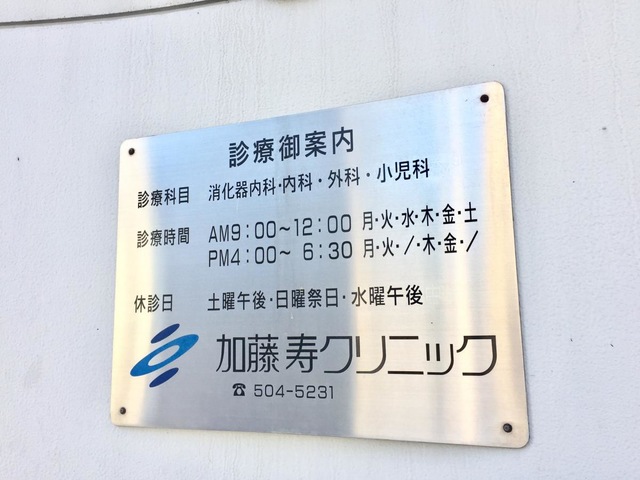 診療御案内
診療科目 消化器内科・内科・外科・小児科
診療時間 AM9：00〜12：00 月・火・水・木・金・土
PM4：00〜 6：30 月・火・/・木・金・/
休診日 土曜午後・日曜祭日・水曜午後
加藤寿クリニック
☎ 504-5231